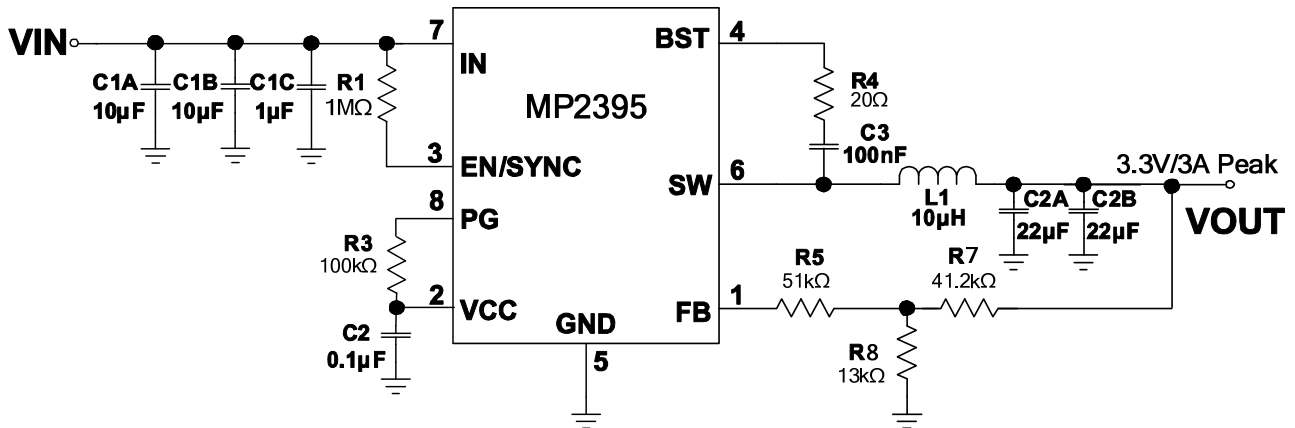 VIN
C1A
10µF
C1B
10µF
C1C
1µF
R1
1MΩ
7
IN
3
EN/SYNC
8
PG
R3
100kΩ
2
VCC
C2
0.1µF
MP2395
GND
5
BST
4
R4
20Ω
C3
100nF
6
SW
L1
10µH
C2A
22µF
C2B
22µF
3.3V/3A Peak
VOUT
FB
1
R5
51kΩ
R7
41.2kΩ
R8
13kΩ